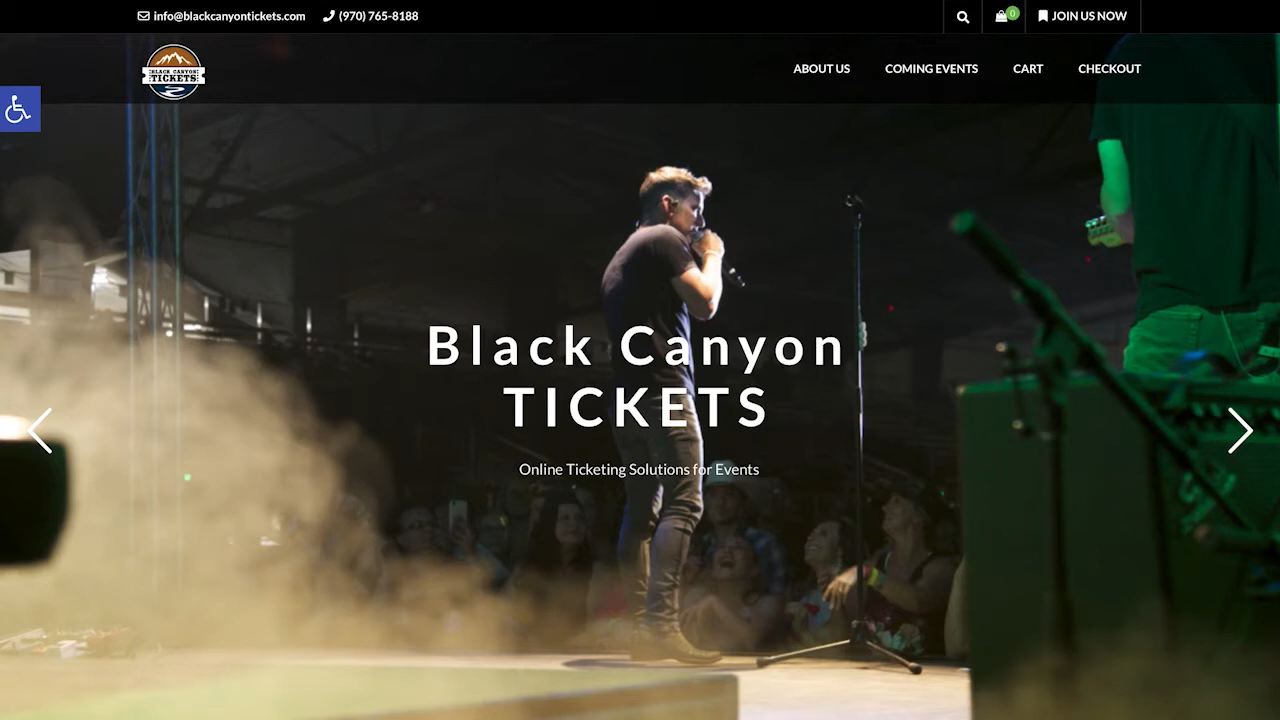 info@blackcanyontickets.com (970) 765-8188 0 JOIN US NOW
BLACK CANYON
TICKETS
ABOUT US COMING EVENTS CART CHECKOUT
Black Canyon
TICKETS
Online Ticketing Solutions for Events